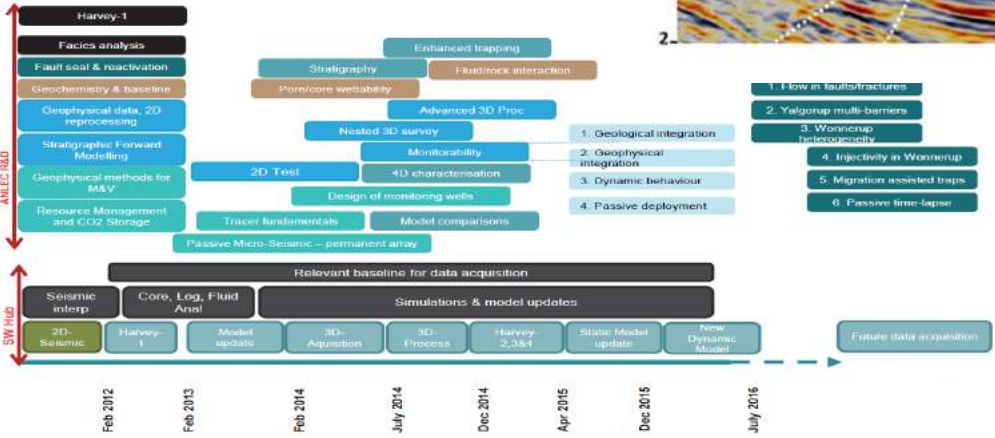 Harvey-1
2
Facies analysis
Enhanced trapping
Fault seal & reactivation
Stratigraphy
Fluid/rock interaction
Geochemistry & baseline
Pore/core wettability
1. Flow in faults/fractures
Geophysical data, 2D
reprocessing
Advanced 3D Proc
2. Yalgorup multi-barriers
Nested 3D survey
1. Geological integration
3. Wonnerup
heterogeneity
Stratigraphic Forward
Modelling
Monitorability
2. Geophysical
integration
4. Injectivity in Wonnerup
ANLEC R&D
Geophysical methods for
M&V
2D Test
4D characterisation
3. Dynamic behaviour
5. Migration assisted traps
Design of monitoring wells
Resource Management
and CO2 Storage
Tracer fundamentals
Model comparisons
4. Passive deployment
6. Passive time-lapse
Passive Micro-Seismic – permanent array
Relevant baseline for data acquisition
SW Hub
Seismic
interp
Core, Log, Fluid
Anal
Simulations & model updates
2D-
Seismic
Harvey-
1
Model
update
3D-
Aquisition
3D-
Process
Harvey-
2,3&4
Static Model
update
New
Dynamic
Model
Future data acquisition
Feb 2012
Feb 2013
Feb 2014
July 2014
Dec 2014
Apr 2015
Dec 2015
July 2016